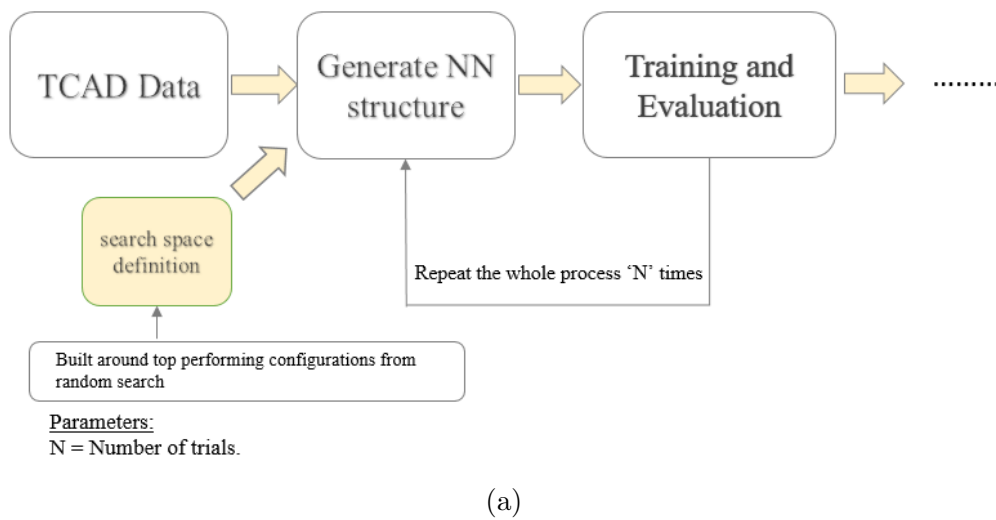 TCAD Data
Generate NN
structure
Training and
Evaluation
.........
search space
definition
Repeat the whole process ‘N’ times
Built around top performing configurations from
random search
Parameters:
N = Number of trials.
(a)